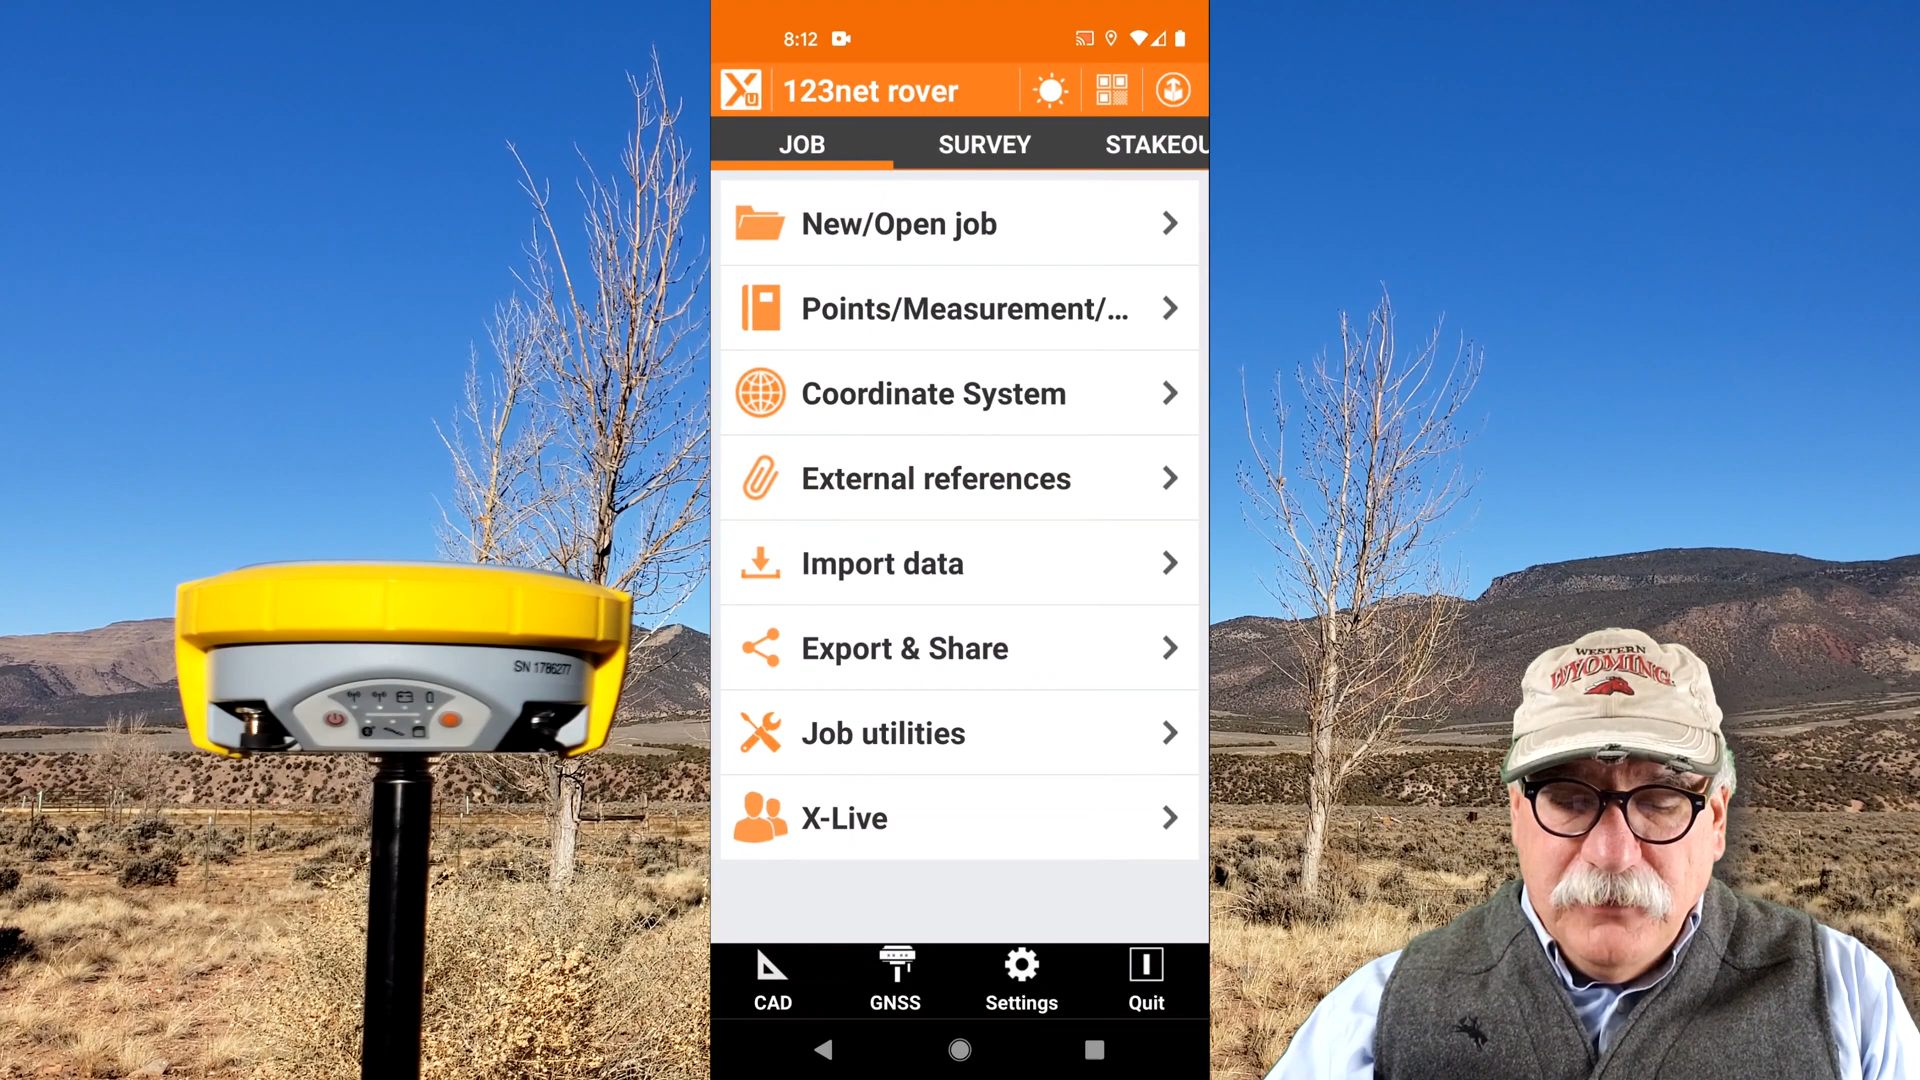 8:12
XU
123net rover
JOB
SURVEY
STAKEOU
New/Open job
Points/Measurement/...
Coordinate System
External references
Import data
Export & Share
Job utilities
X-Live
CAD
GNSS
Settings
Quit
SN 1786277
WESTERN
WYOMING